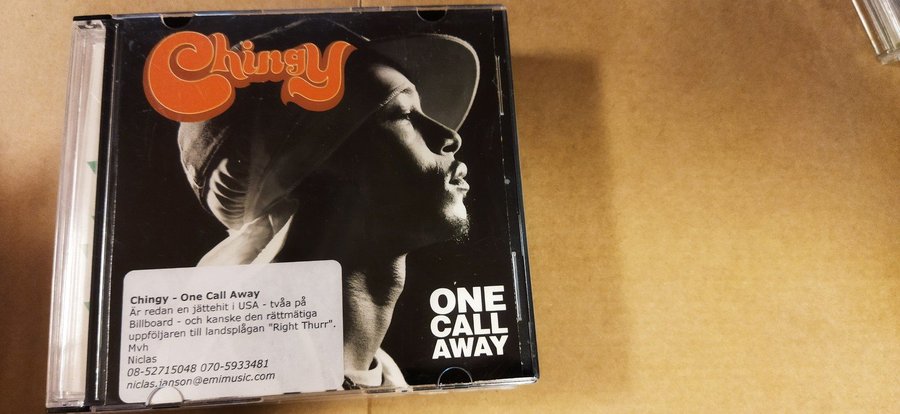 Chingy
ONE
CALL
AWAY
Chingy - One Call Away
Är redan en jättehit i USA - tvåa på
Billboard - och kanske den rättmätiga
uppföljaren till landsplågan "Right Thurr".
Mvh
Niclas
08-52715048 070-5933481
niclas.janson@emimusic.com